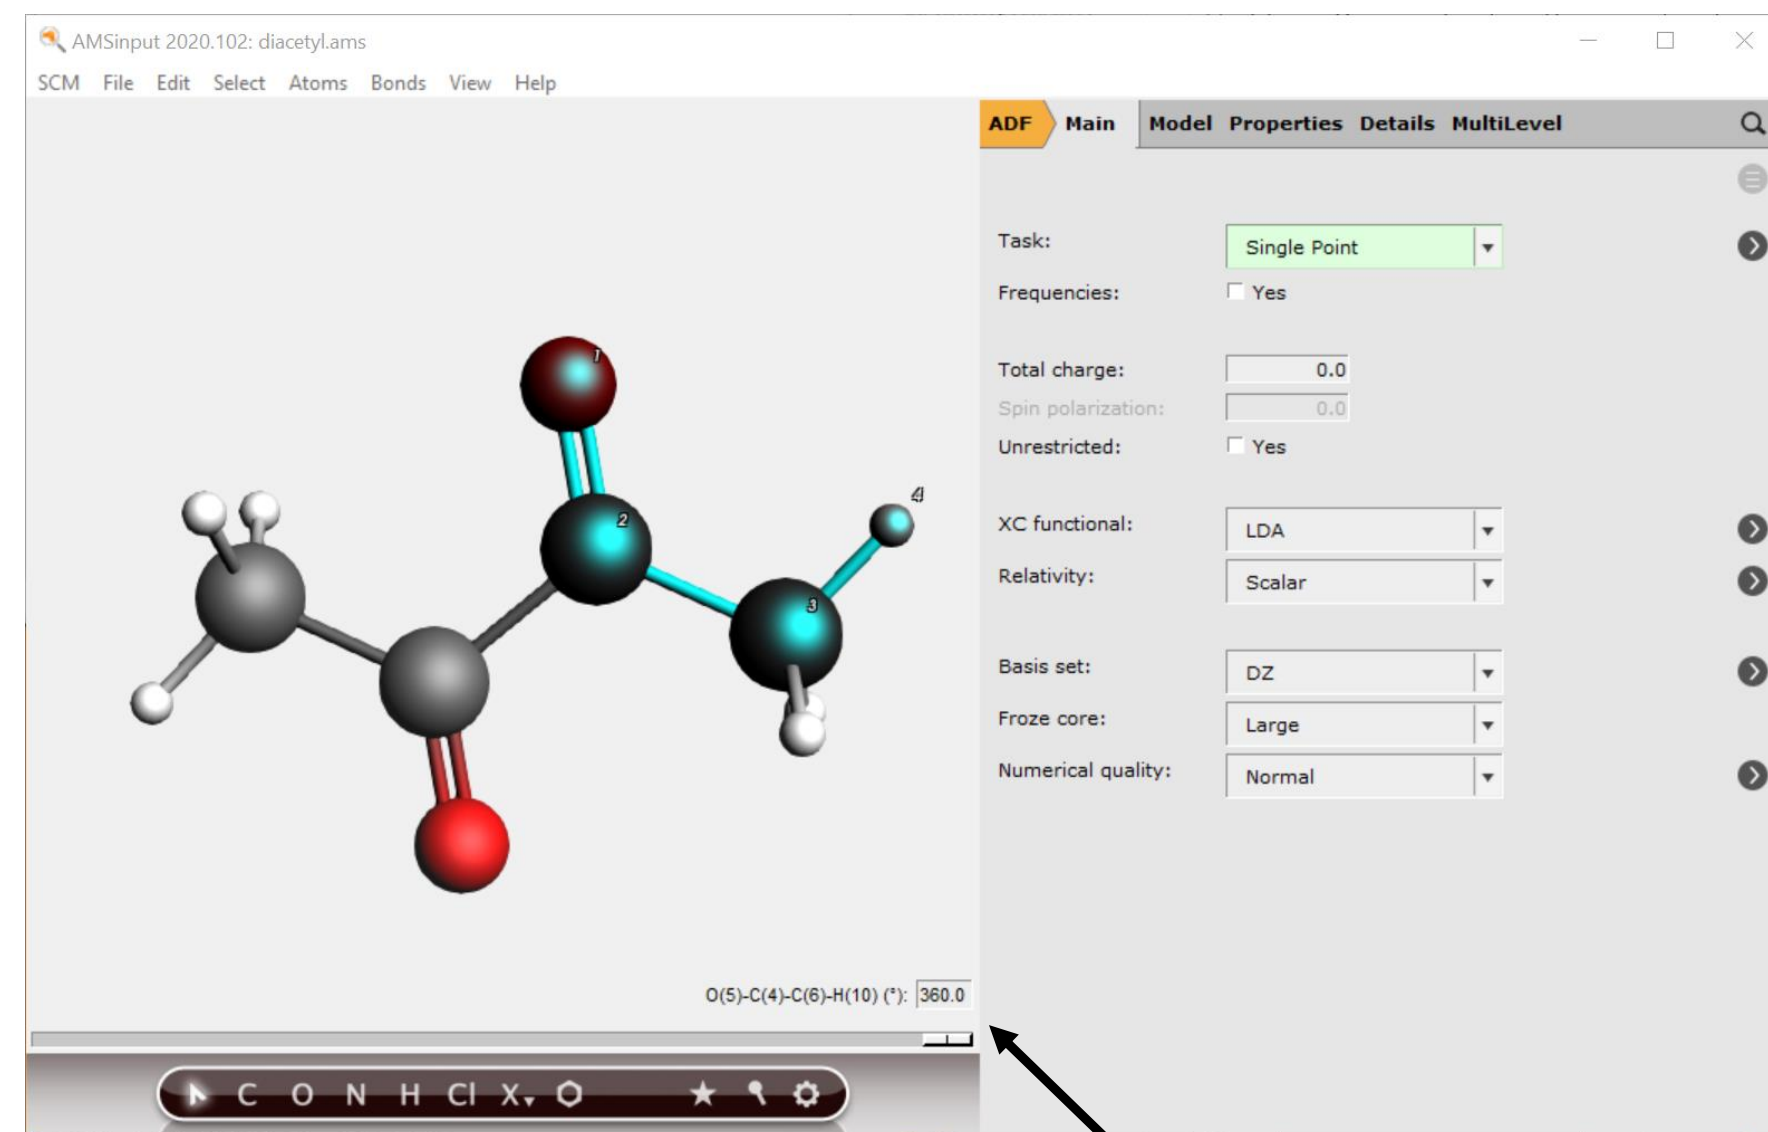 AMSinput 2020.102: diacetyl.ams
SCM File Edit Select Atoms Bonds View Help
ADF Main Model Properties Details MultiLevel
Task: Single Point
Frequencies: Yes
Total charge: 0.0
Spin polarization: 0.0
Unrestricted: Yes
XC functional: LDA
Relativity: Scalar
Basis set: DZ
Froze core: Large
Numerical quality: Normal
1
2
3
4
O(5)-C(4)-C(6)-H(10) (°): 360.0
C O N H Cl X